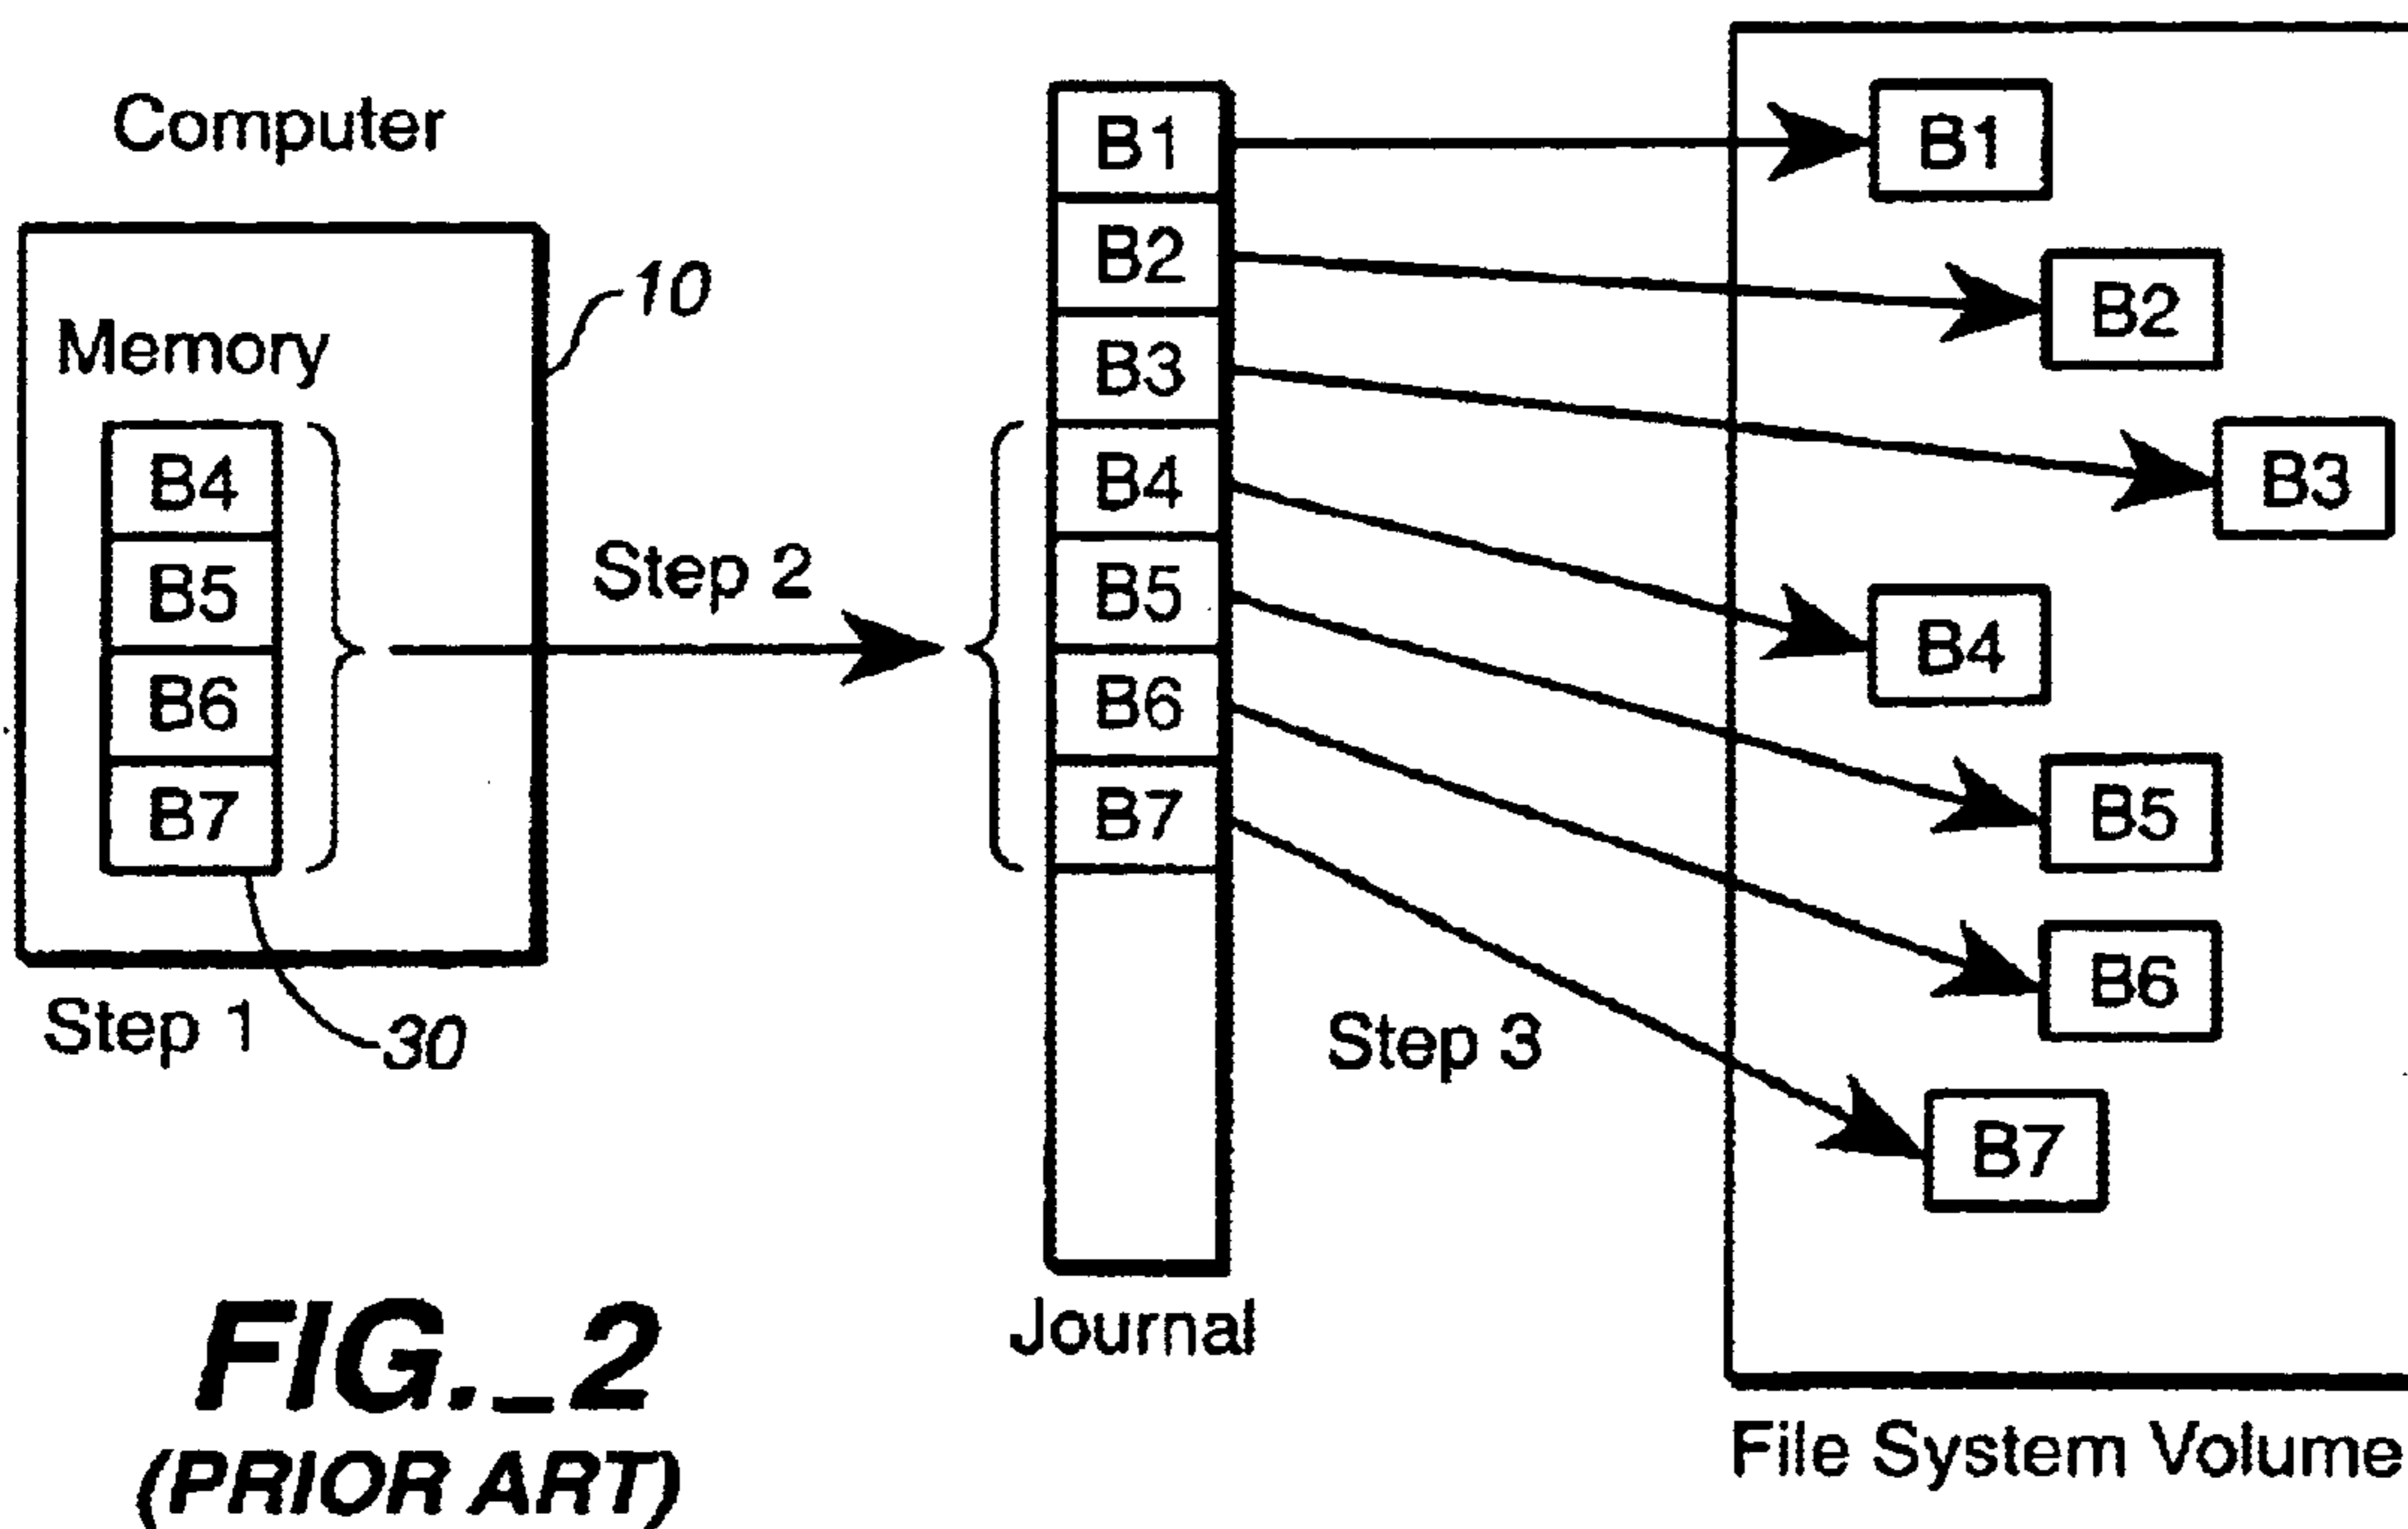 Computer
10
Memory
B4
B5
B6
B7
Step 1
30
Step 2
B1
B2
B3
B4
B5
B6
B7
Journal
Step 3
B1
B2
B3
B4
B5
B6
B7
File System Volume
FIG._2
(PRIOR ART)